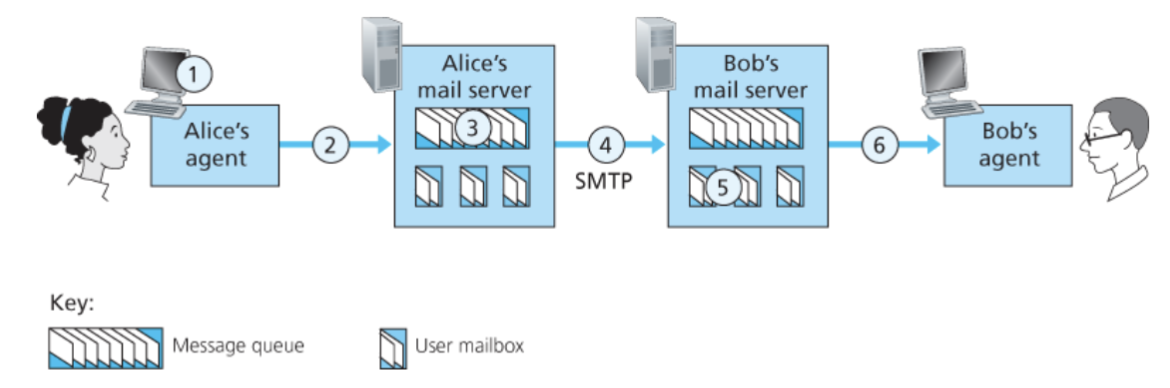 1
Alice's
agent
2
Alice's
mail server
3
4
SMTP
Bob's
mail server
5
6
Bob's
agent
Key:
Message queue
User mailbox